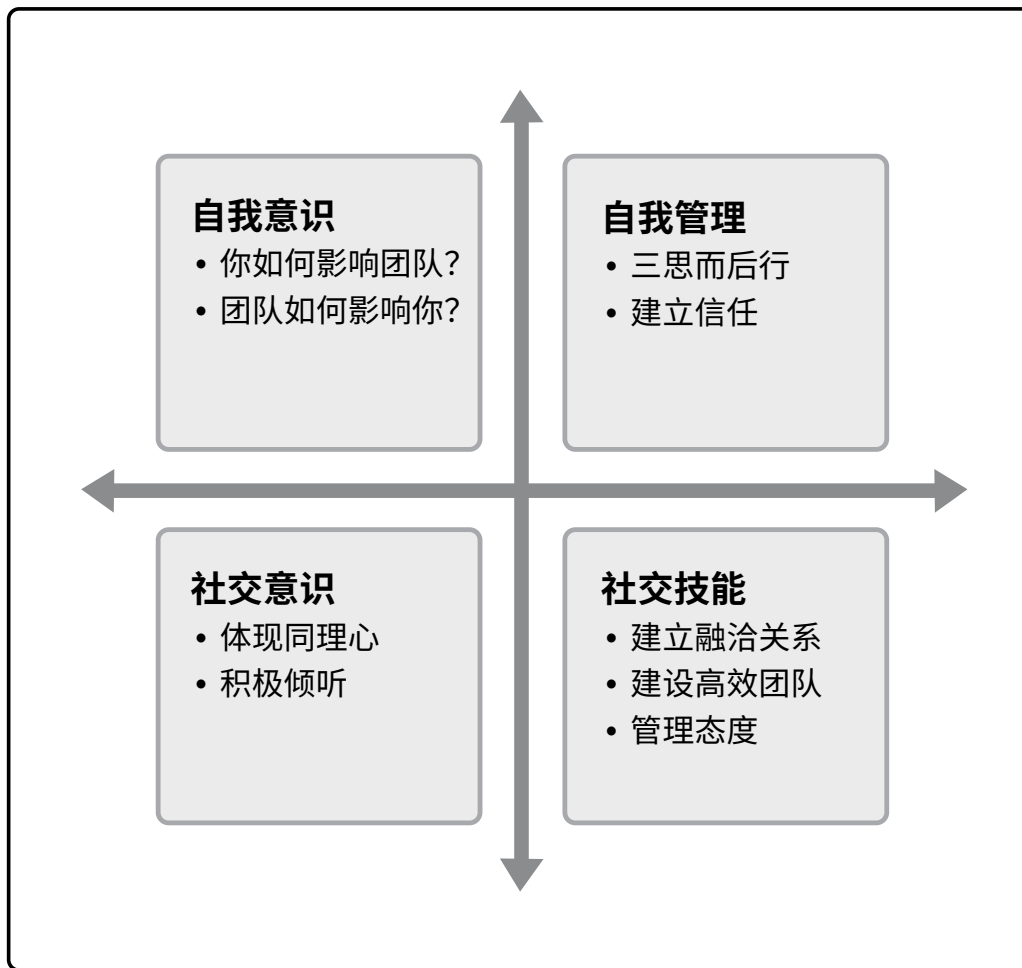 自我意识
• 你如何影响团队？
• 团队如何影响你？
自我管理
• 三思而后行
• 建立信任
社交意识
• 体现同理心
• 积极倾听
社交技能
• 建立融洽关系
• 建设高效团队
• 管理态度